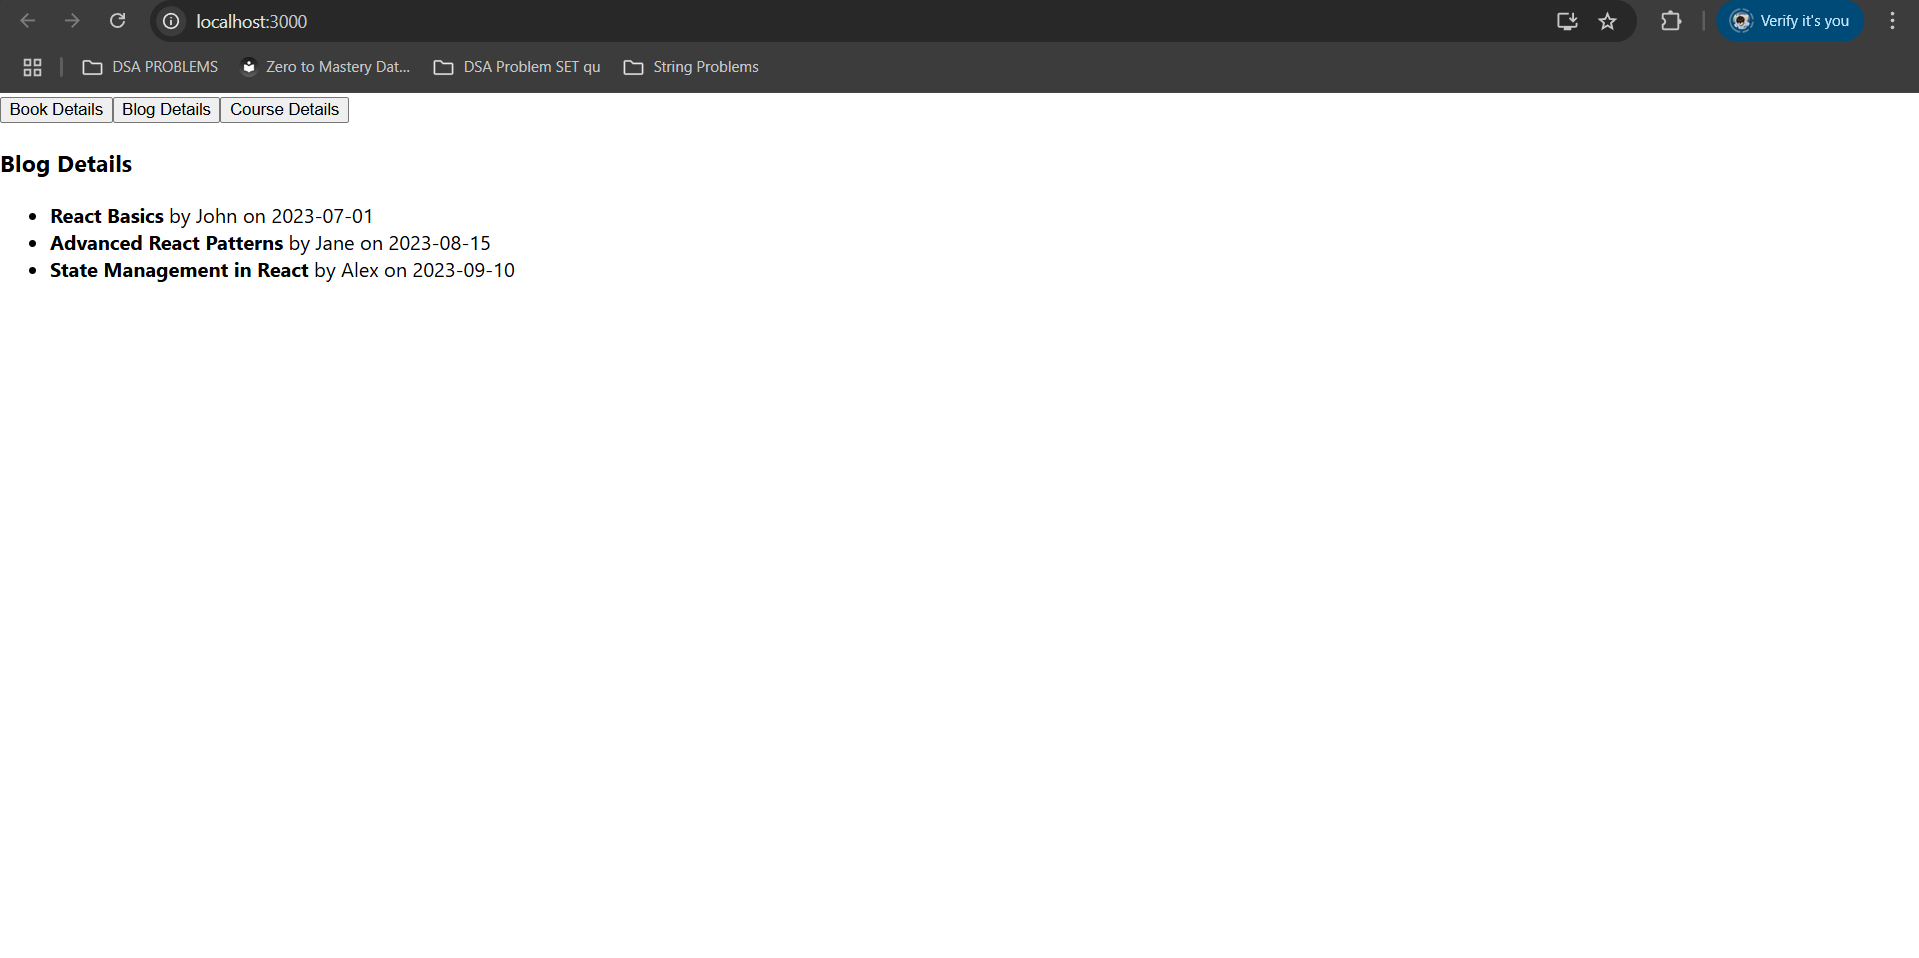 localhost:3000
Verify it's you
DSA PROBLEMS Zero to Mastery Dat... DSA Problem SET qu String Problems
Book Details Blog Details Course Details
Blog Details
• React Basics by John on 2023-07-01
• Advanced React Patterns by Jane on 2023-08-15
• State Management in React by Alex on 2023-09-10